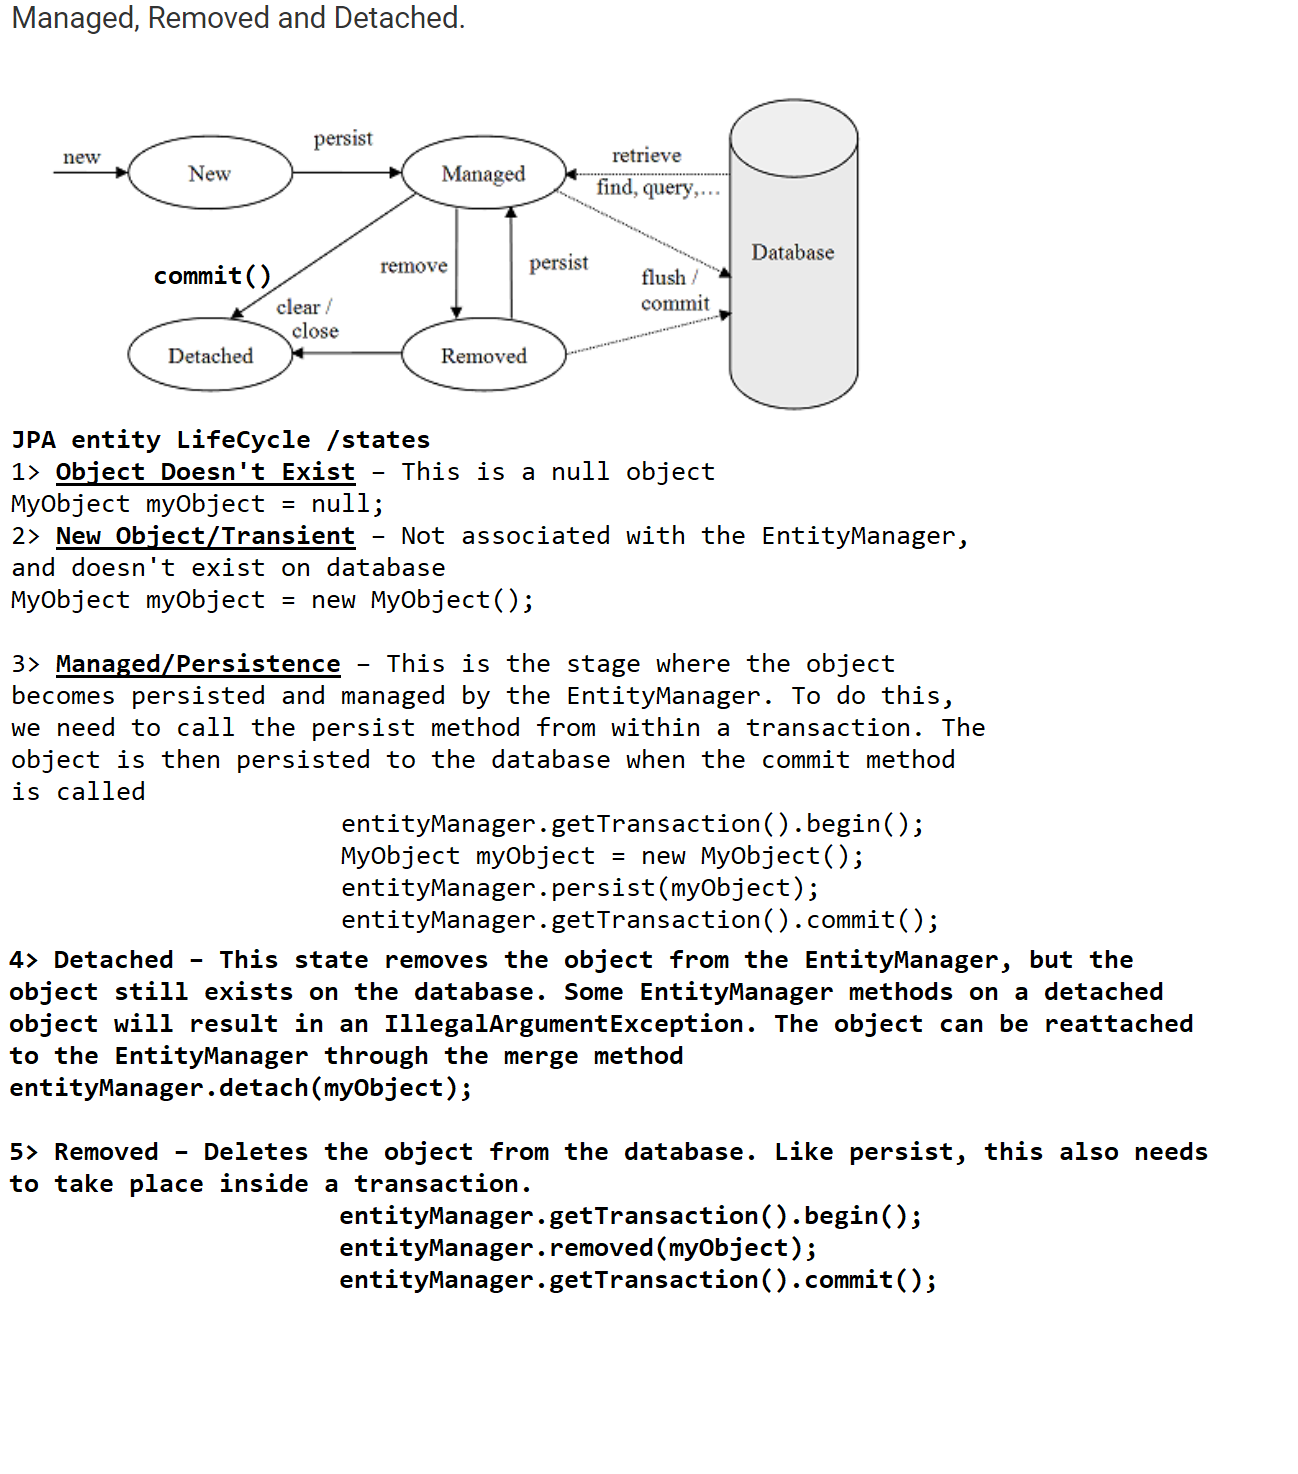 Managed, Removed and Detached.
new
New
persist
Managed
retrieve
find, query,...
Database
commit()
remove
persist
flush /
commit
clear /
close
Detached
Removed
JPA entity LifeCycle /states
1> Object Doesn't Exist – This is a null object
MyObject myObject = null;
2> New Object/Transient – Not associated with the EntityManager,
and doesn't exist on database
MyObject myObject = new MyObject();
3> Managed/Persistence – This is the stage where the object
becomes persisted and managed by the EntityManager. To do this,
we need to call the persist method from within a transaction. The
object is then persisted to the database when the commit method
is called
entityManager.getTransaction().begin();
MyObject myObject = new MyObject();
entityManager.persist(myObject);
entityManager.getTransaction().commit();
4> Detached – This state removes the object from the EntityManager, but the
object still exists on the database. Some EntityManager methods on a detached
object will result in an IllegalArgumentException. The object can be reattached
to the EntityManager through the merge method
entityManager.detach(myObject);
5> Removed – Deletes the object from the database. Like persist, this also needs
to take place inside a transaction.
entityManager.getTransaction().begin();
entityManager.removed(myObject);
entityManager.getTransaction().commit();